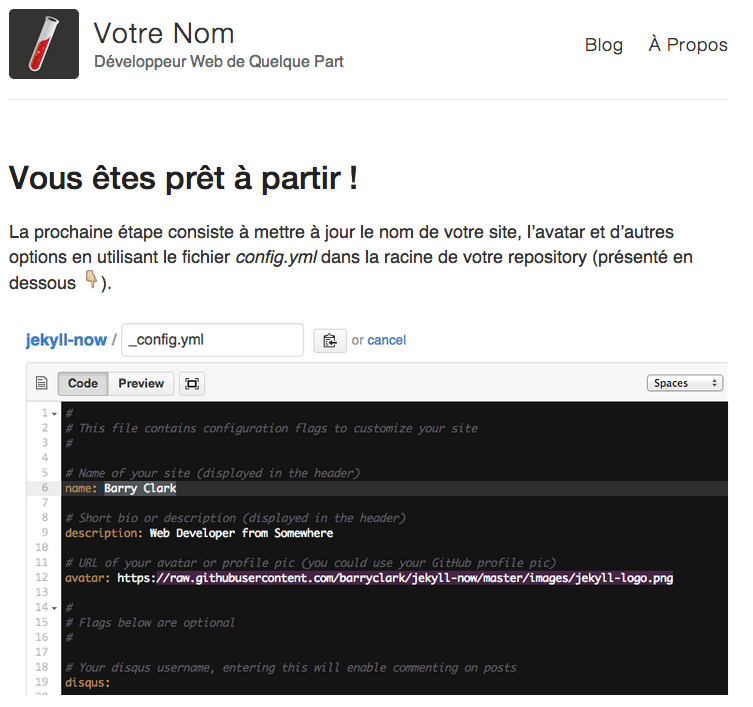 Votre Nom
Développeur Web de Quelque Part
Blog À Propos
Vous êtes prêt à partir !
La prochaine étape consiste à mettre à jour le nom de votre site, l’avatar et d’autres
options en utilisant le fichier config.yml dans la racine de votre repository (présenté en
dessous 👇).
jekyll-now / _config.yml or cancel
Code Preview Spaces
1 #
2 # This file contains configuration flags to customize your site
3 #
4
5 # Name of your site (displayed in the header)
6 name: Barry Clark
7
8 # Short bio or description (displayed in the header)
9 description: Web Developer from Somewhere
10
11 # URL of your avatar or profile pic (you could use your GitHub profile pic)
12 avatar: https://raw.githubusercontent.com/barryclark/jekyll-now/master/images/jekyll-logo.png
13
14 #
15 # Flags below are optional
16 #
17
18 # Your disqus username, entering this will enable commenting on posts
19 disqus: